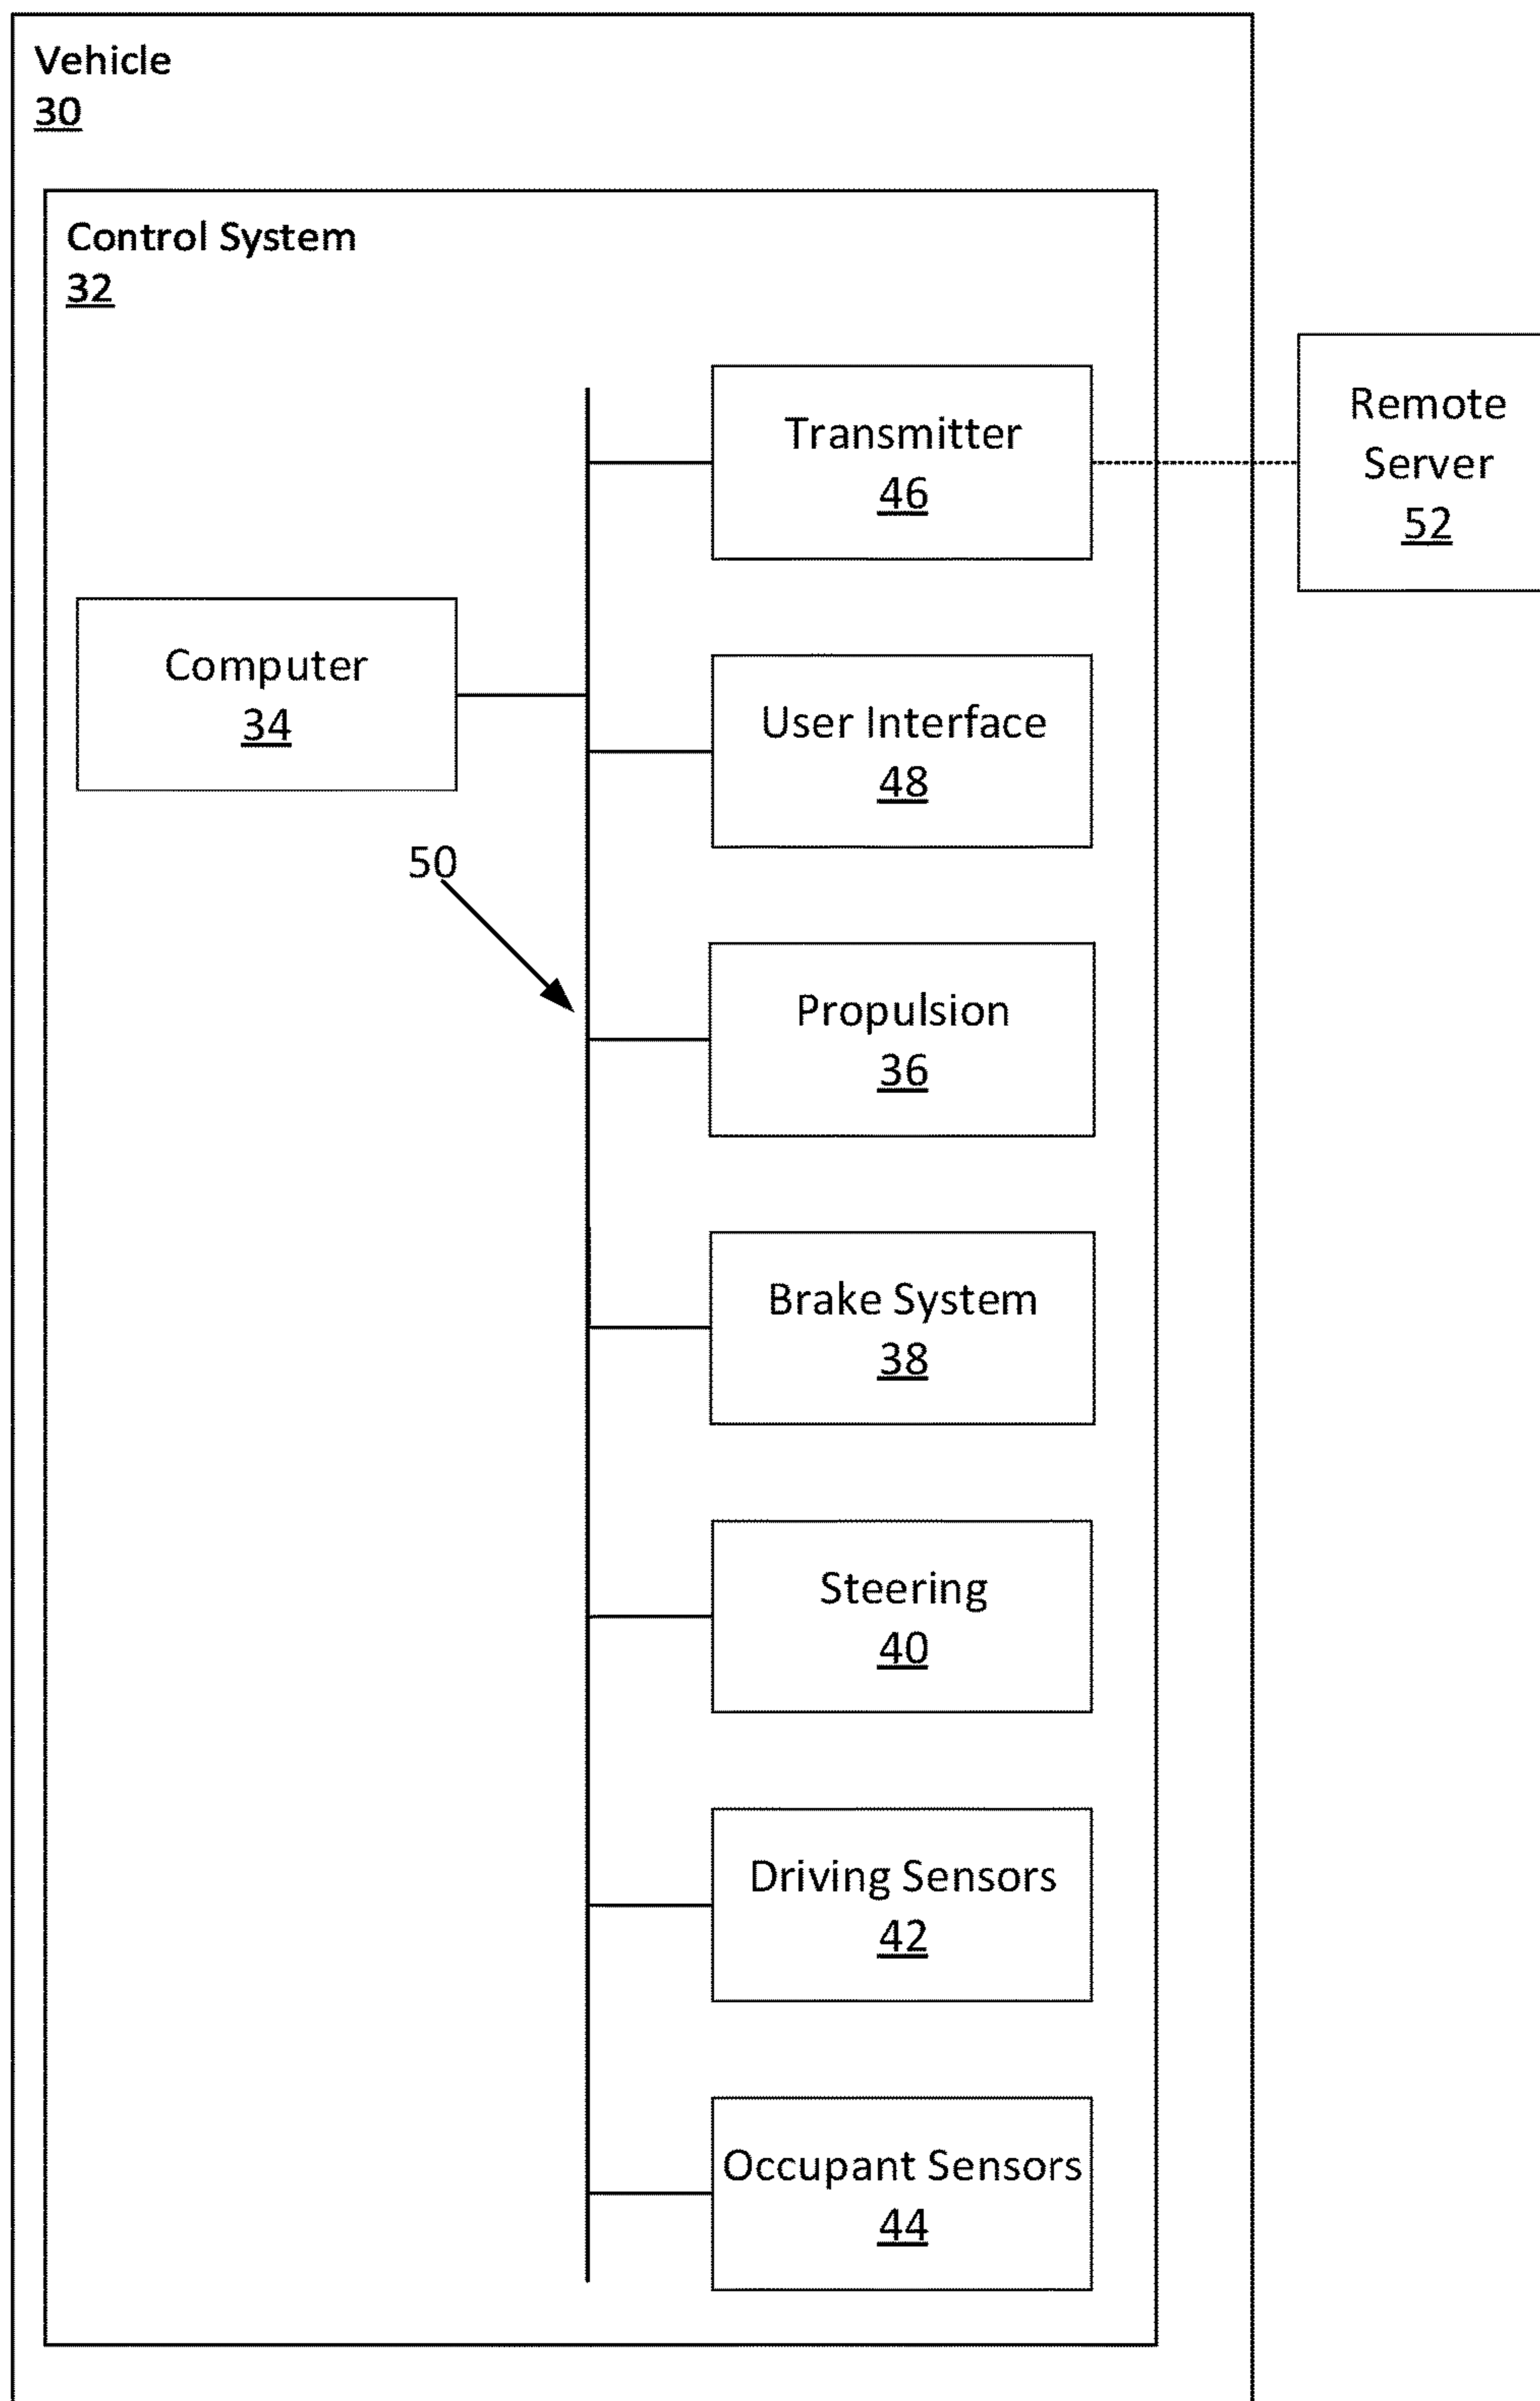 Vehicle
30
Control System
32
Transmitter
46
Remote
Server
52
Computer
34
User Interface
48
50
Propulsion
36
Brake System
38
Steering
40
Driving Sensors
42
Occupant Sensors
44